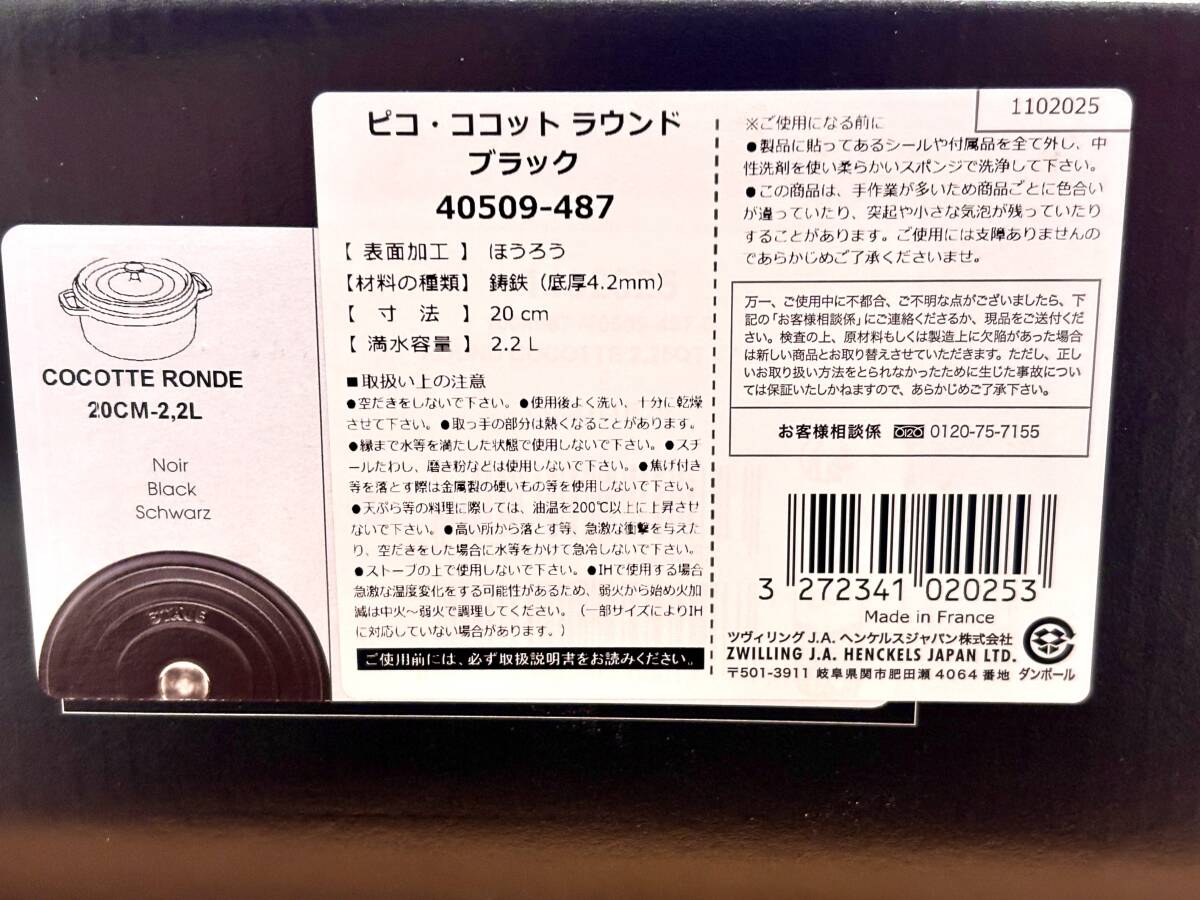 COCOTTE RONDE
20CM-2,2L
Noir
Black
Schwarz
STAUB
ピコ・ココット ラウンド
ブラック
40509-487
【 表面加工 】 ほうろう
【材料の種類】 鋳鉄（底厚4.2mm）
【 寸 法 】 20 cm
【 満水容量 】 2.2 L
■取扱い上の注意
●空だきをしないで下さい。●使用後よく洗い、十分に乾燥
させて下さい。●取っ手の部分は熱くなることがあります。
●縁まで水等を満たした状態で使用しないで下さい。●スチ
ールたわし、磨き粉などは使用しないで下さい。●焦げ付き
等を落とす際は金属製の硬いもの等を使用しないで下さい。
●天ぷら等の料理に際しては、油温を200℃以上に上昇させ
ないで下さい。●高い所から落とす等、急激な衝撃を与えた
り、空だきをした場合に水等をかけて急冷しないで下さい。
●ストーブの上で使用しないで下さい。●IHで使用する場合
急激な温度変化をする可能性があるため、弱火から始め火加
減は中火～弱火で調理してください。（一部サイズによりIH
に対応していない場合があります。）
ご使用前には、必ず取扱説明書をお読みください。
1102025
※ご使用になる前に
●製品に貼ってあるシールや付属品を全て外し、中
性洗剤を使い柔らかいスポンジで洗浄して下さい。
●この商品は、手作業が多いため商品ごとに色合い
が違っていたり、突起や小さな気泡が残っていたり
することがあります。ご使用には支障ありませんの
であらかじめご了承くださいませ。
万一、ご使用中に不都合、ご不明な点がございましたら、下
記の「お客様相談係」にご連絡くださるか、現品をご送付くださ
い。検査の上、原材料もしくは製造上に欠陥があった場合
は新しい商品とお取り替えさせていただきます。ただし、正し
いお取り扱い方法をとられなかったために生じた事故につい
ては保証いたしかねますので、あらかじめご了承下さい。
お客様相談係 0120-75-7155
3 272341 020253
Made in France
ツヴィリング J.A. ヘンケルスジャパン株式会社
ZWILLING J.A. HENCKELS JAPAN LTD.
〒501-3911 岐阜県関市肥田瀬 4064 番地
ダンボール